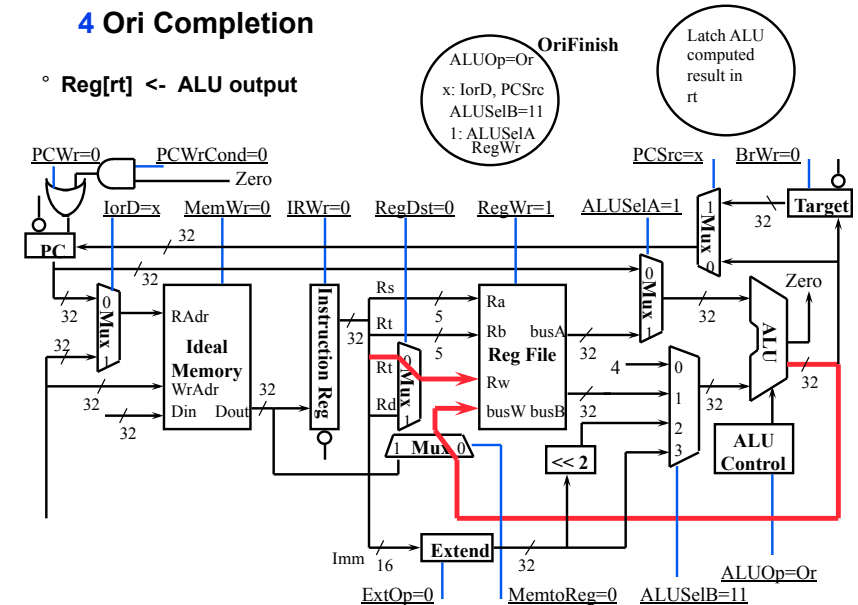 4 Ori Completion
° Reg[rt] <- ALU output
ALUOp=Or
x: IorD, PCSrc
ALUSelB=11
1: ALUSelA
RegWr
OriFinish
Latch ALU
computed
result in
rt
PCWr=0
PCWrCond=0
Zero
PCSrc=x
BrWr=0
IorD=x
MemWr=0
IRWr=0
RegDst=0
RegWr=1
ALUSelA=1
1
Mux
0
32
Target
PC
32
32
32
0
Mux
1
32
32
RAdr
Ideal
Memory
WrAdr
Din
Dout
32
32
32
Instruction Reg
32
Rs
Rt
5
5
Rt
Rd
0
Mux
1
Ra
Rb
busA
Reg File
Rw
busW
busB
32
32
0
Mux
1
32
Zero
ALU
32
4
0
1
2
3
32
1 Mux 0
<< 2
ALU
Control
Imm
16
Extend
32
ExtOp=0
MemtoReg=0
ALUSelB=11
ALUOp=Or